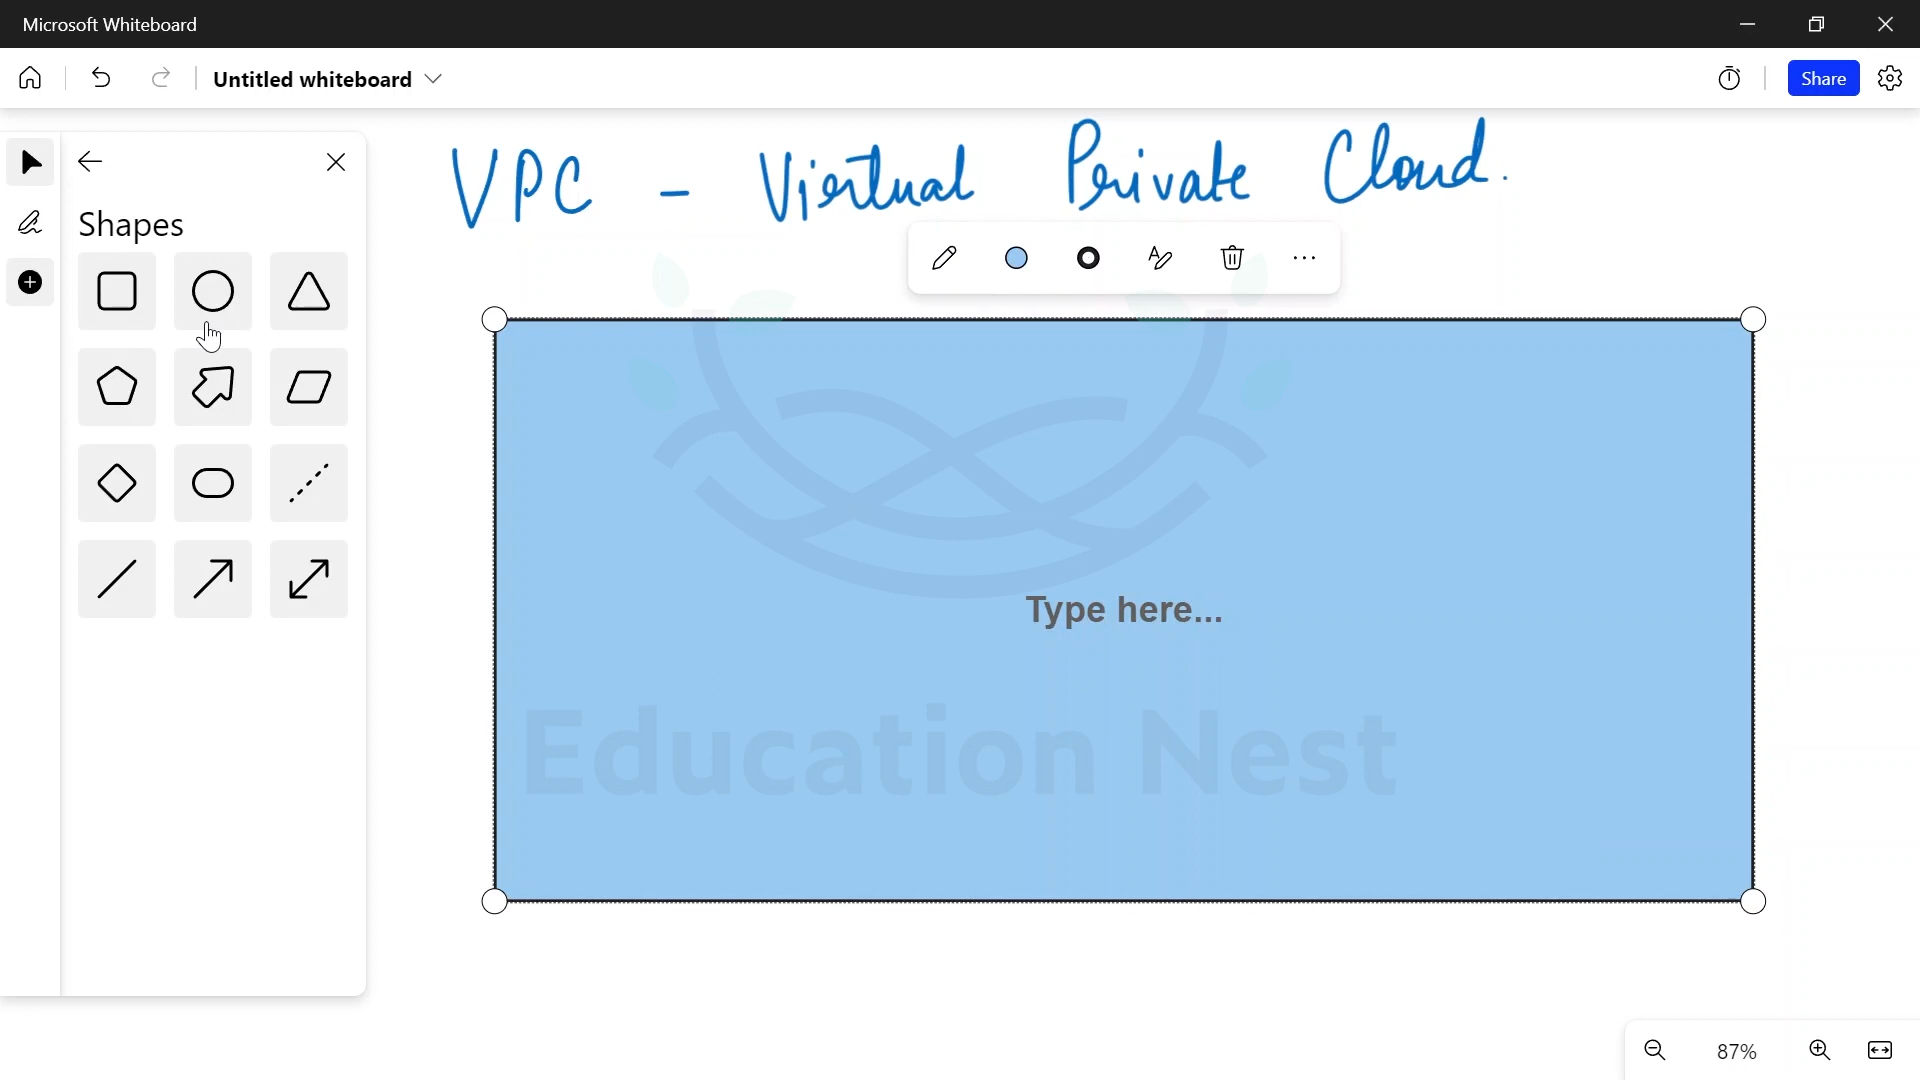 Microsoft Whiteboard
Untitled whiteboard
Share
VPC - Virtual Private Cloud.
Shapes
Type here...
Education Nest
87%